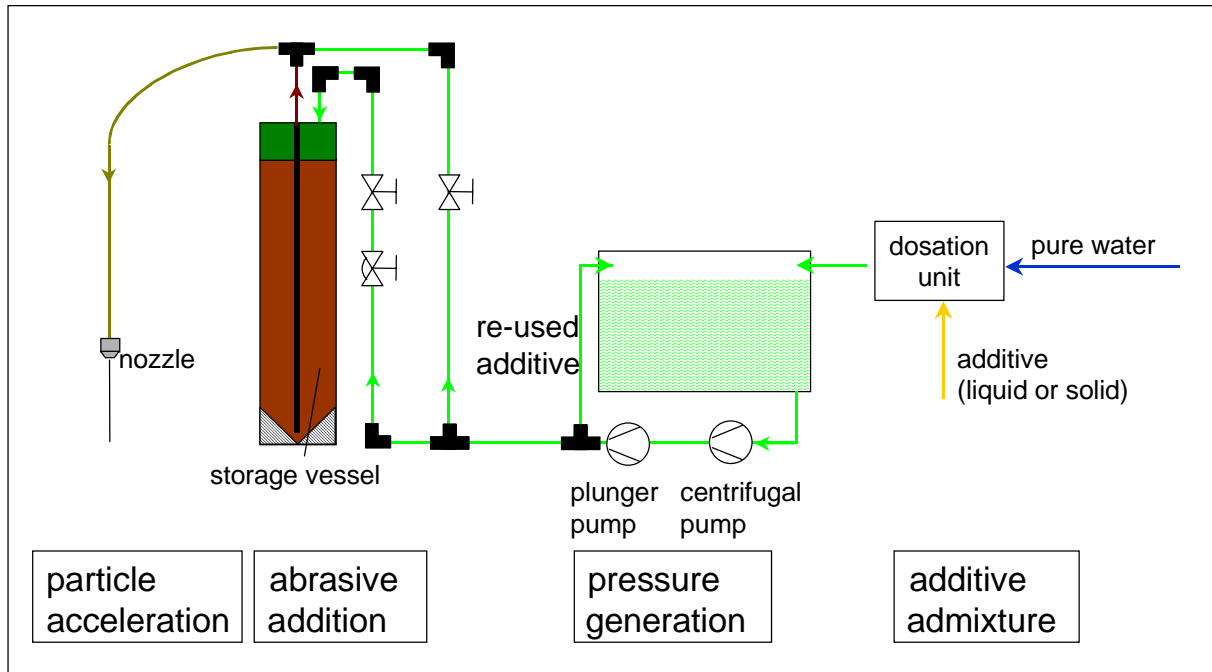 dosation
unit
pure water
re-used
additive
additive
(liquid or solid)
nozzle
storage vessel
plunger
pump
centrifugal
pump
particle
acceleration
abrasive
addition
pressure
generation
additive
admixture